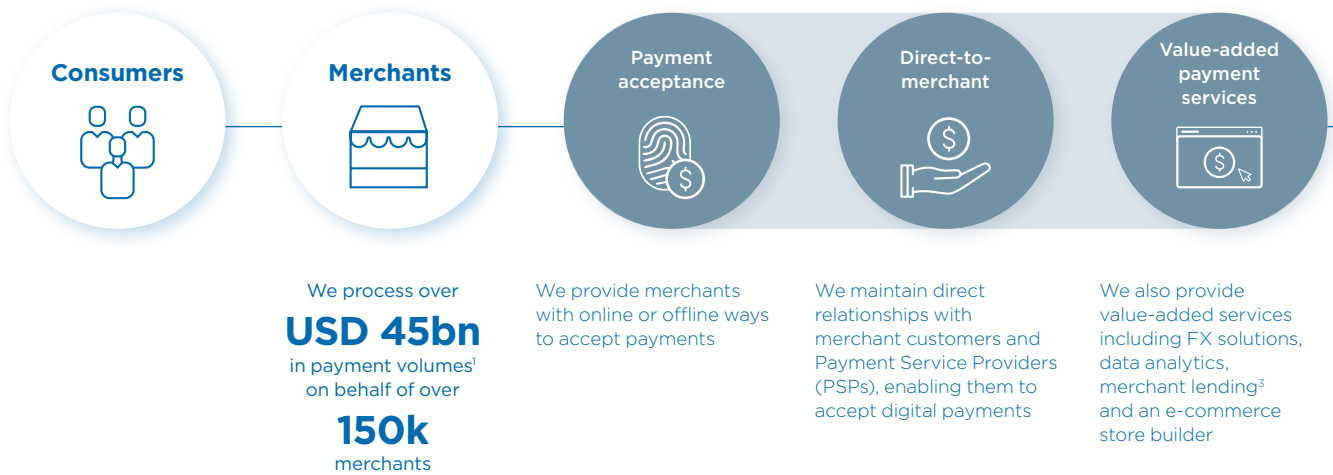 Consumers
Merchants
Payment
acceptance
Direct-to-
merchant
Value-added
payment
services
$
$
$
We process over
USD 45bn
in payment volumes¹
on behalf of over
150k
merchants
We provide merchants
with online or offline ways
to accept payments
We maintain direct
relationships with
merchant customers and
Payment Service Providers
(PSPs), enabling them to
accept digital payments
We also provide
value-added services
including FX solutions,
data analytics,
merchant lending³
and an e-commerce
store builder